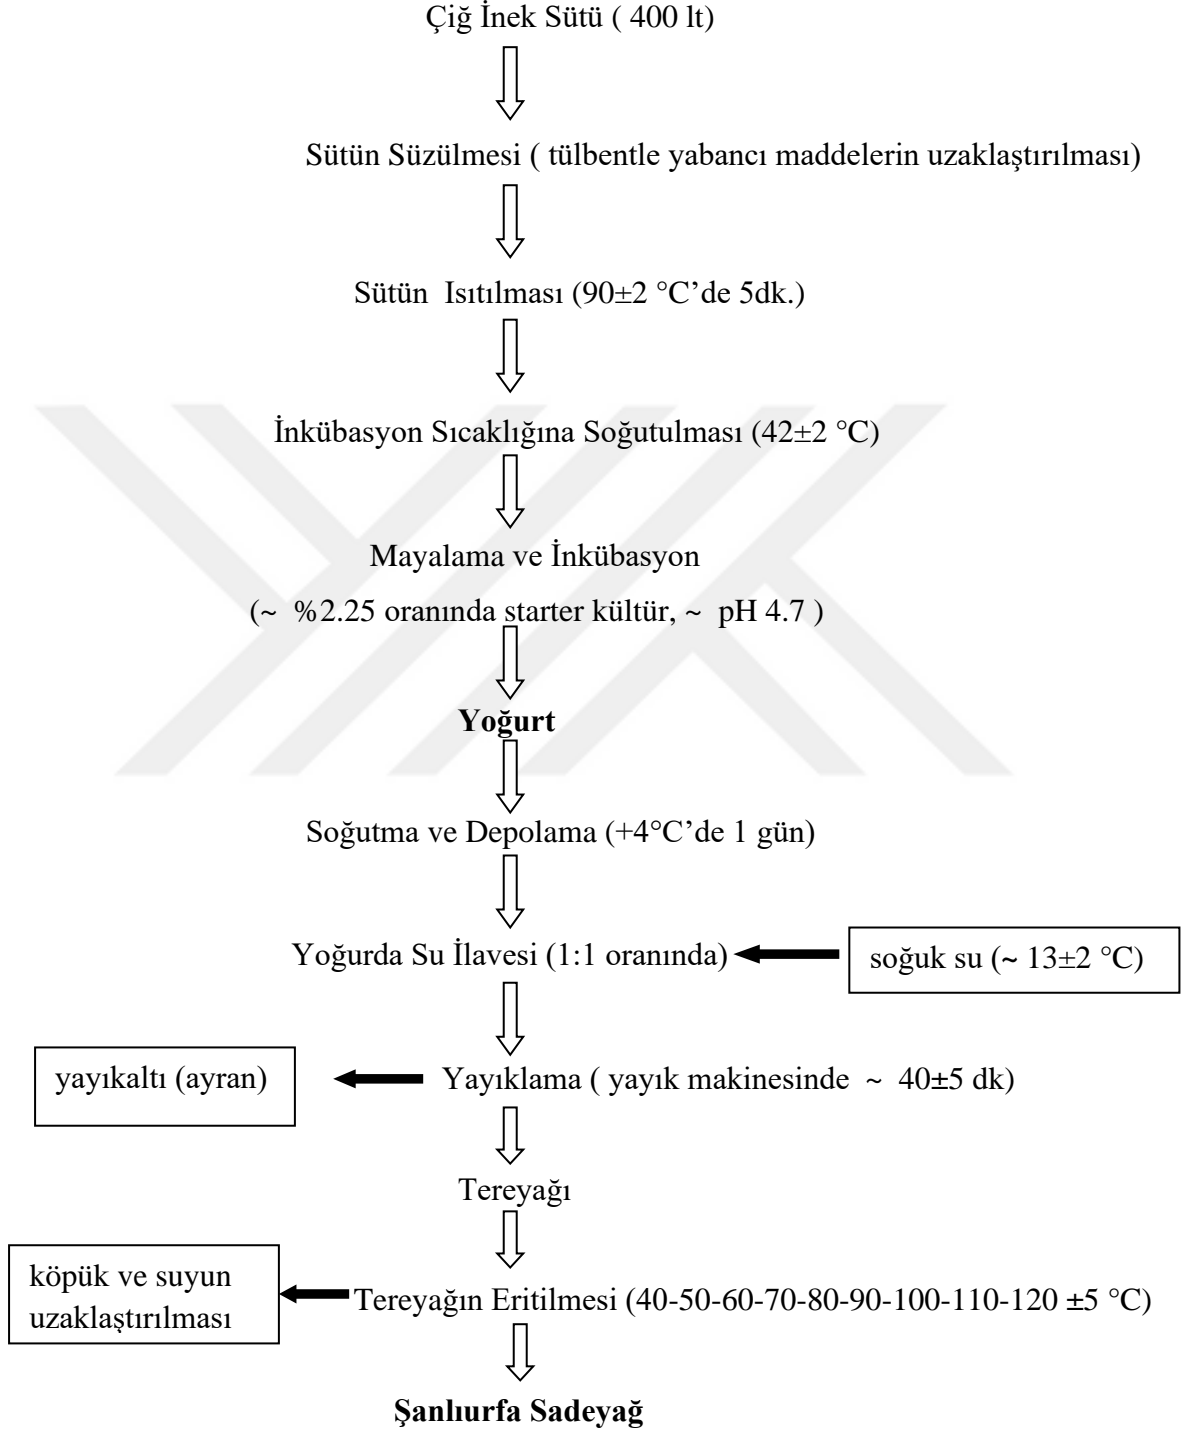 Çiğ İnek Sütü ( 400 lt)
Sütün Süzülmesi ( tülbentle yabancı maddelerin uzaklaştırılması)
Sütün Isıtılması (90±2 °C’de 5dk.)
İnkübasyon Sıcaklığına Soğutulması (42±2 °C)
Mayalama ve İnkübasyon
(~ %2.25 oranında starter kültür, ~ pH 4.7 )
Yoğurt
Soğutma ve Depolama (+4°C’de 1 gün)
Yoğurda Su İlavesi (1:1 oranında)
soğuk su (~ 13±2 °C)
yayıkaltı (ayran)
Yayıklama ( yayık makinesinde ~ 40±5 dk)
Tereyağı
köpük ve suyun
uzaklaştırılması
Tereyağın Eritilmesi (40-50-60-70-80-90-100-110-120 ±5 °C)
Şanlıurfa Sadeyağ